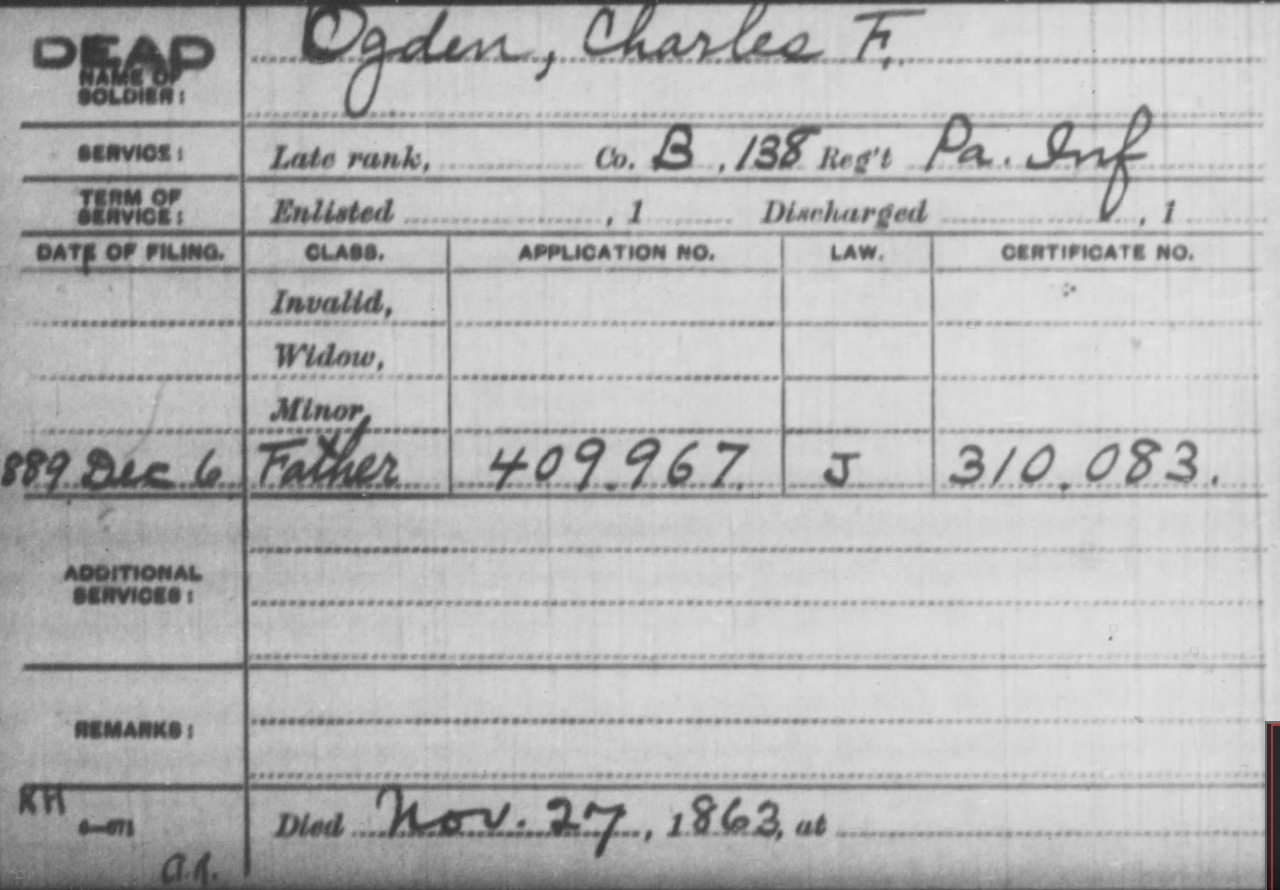 DEAD
Ogden, Charles F.
NAME OF
SOLDIER:
SERVICE: Late rank, Co. B, 138 Reg't Pa. Inf
TERM OF
SERVICE: Enlisted , 1 Discharged , 1
DATE OF FILING. CLASS. APPLICATION NO. LAW. CERTIFICATE NO.
Invalid,
Widow,
Minor,
889 Dec 6 Father 409.967. J 310.083.
ADDITIONAL
SERVICES:
REMARKS:
RH
Died Nov. 27, 1863, at